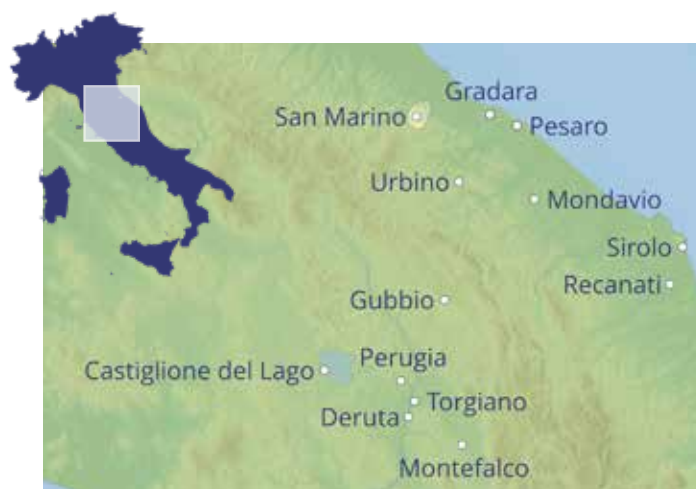 Gradara
San Marino
Pesaro
Urbino
Mondavio
Sirolo
Recanati
Gubbio
Perugia
Castiglione del Lago
Torgiano
Deruta
Montefalco